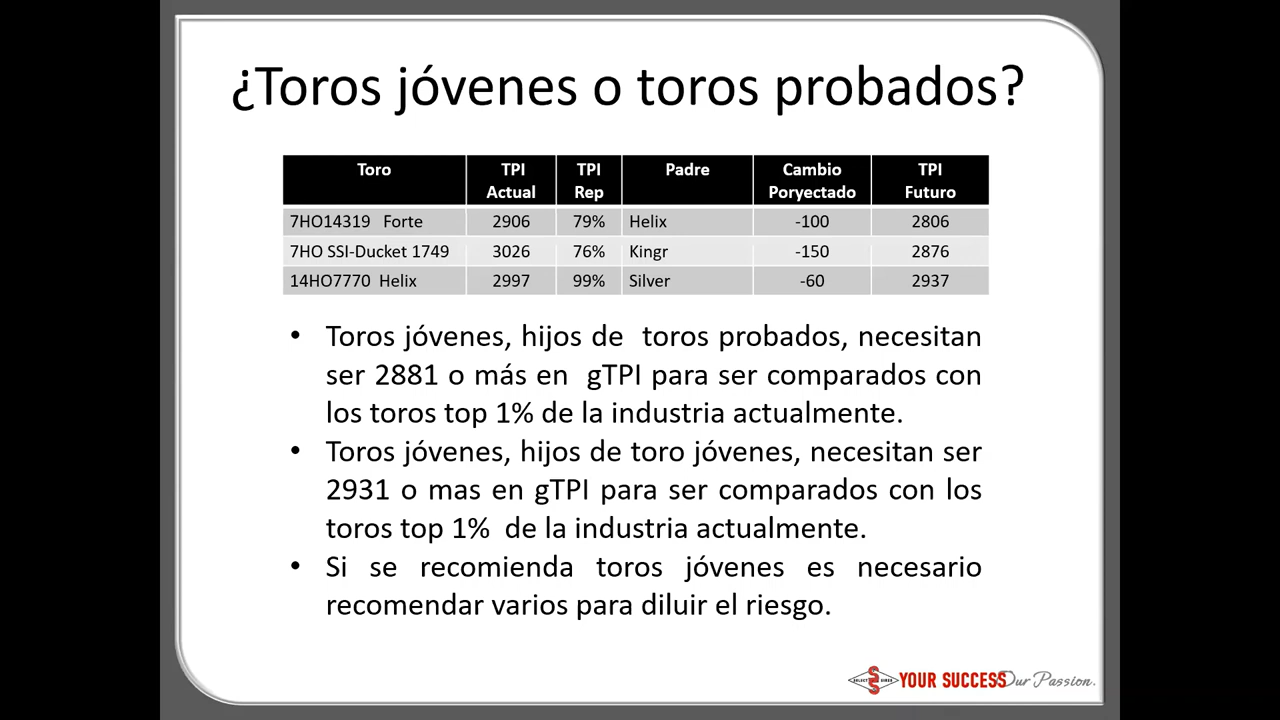 ¿Toros jóvenes o toros probados?
Toro TPI Actual TPI Rep Padre Cambio Poryectado TPI Futuro
7HO14319 Forte 2906 79% Helix -100 2806
7HO SSI-Ducket 1749 3026 76% Kingr -150 2876
14HO7770 Helix 2997 99% Silver -60 2937
• Toros jóvenes, hijos de toros probados, necesitan
ser 2881 o más en gTPI para ser comparados con
los toros top 1% de la industria actualmente.
• Toros jóvenes, hijos de toro jóvenes, necesitan ser
2931 o mas en gTPI para ser comparados con los
toros top 1% de la industria actualmente.
• Si se recomienda toros jóvenes es necesario
recomendar varios para diluir el riesgo.
SELECT SIRES YOUR SUCCESS Our Passion.